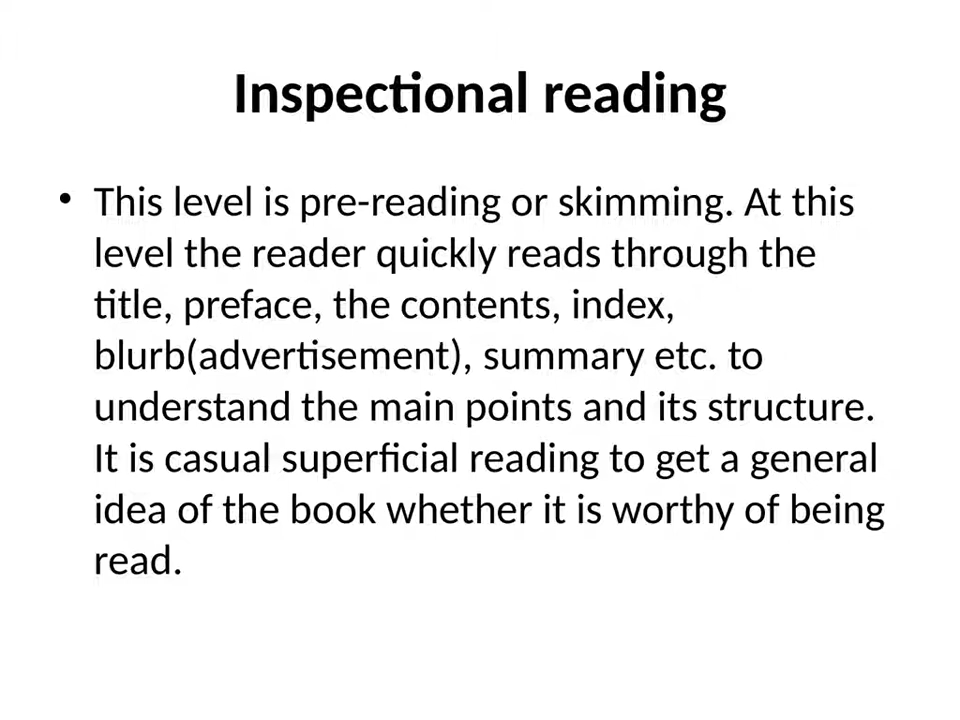 Inspectional reading
• This level is pre-reading or skimming. At this
level the reader quickly reads through the
title, preface, the contents, index,
blurb(advertisement), summary etc. to
understand the main points and its structure.
It is casual superficial reading to get a general
idea of the book whether it is worthy of being
read.